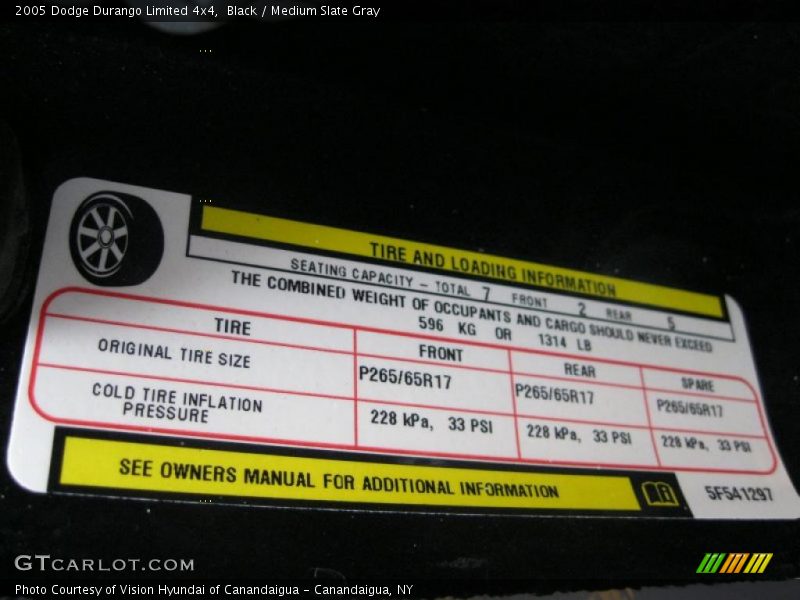 2005 Dodge Durango Limited 4x4,  Black / Medium Slate Gray
TIRE AND LOADING INFORMATION
SEATING CAPACITY – TOTAL 7 FRONT 2 REAR 5
THE COMBINED WEIGHT OF OCCUPANTS AND CARGO SHOULD NEVER EXCEED
596 KG OR 1314 LB
TIRE FRONT REAR SPARE
ORIGINAL TIRE SIZE P265/65R17 P265/65R17 P265/65R17
COLD TIRE INFLATION PRESSURE 228 kPa, 33 PSI 228 kPa, 33 PSI 228 kPa, 33 PSI
SEE OWNERS MANUAL FOR ADDITIONAL INFORMATION
5F541297
GTCARLOT.COM
Photo Courtesy of Vision Hyundai of Canandaigua – Canandaigua, NY